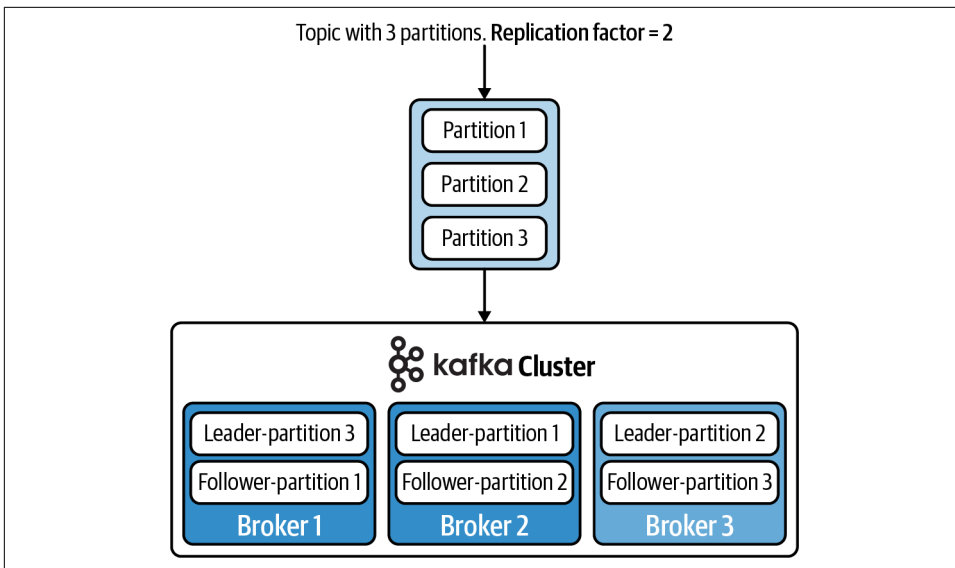 Topic with 3 partitions. Replication factor = 2
Partition 1
Partition 2
Partition 3
kafka Cluster
Leader-partition 3
Follower-partition 1
Broker 1
Leader-partition 1
Follower-partition 2
Broker 2
Leader-partition 2
Follower-partition 3
Broker 3